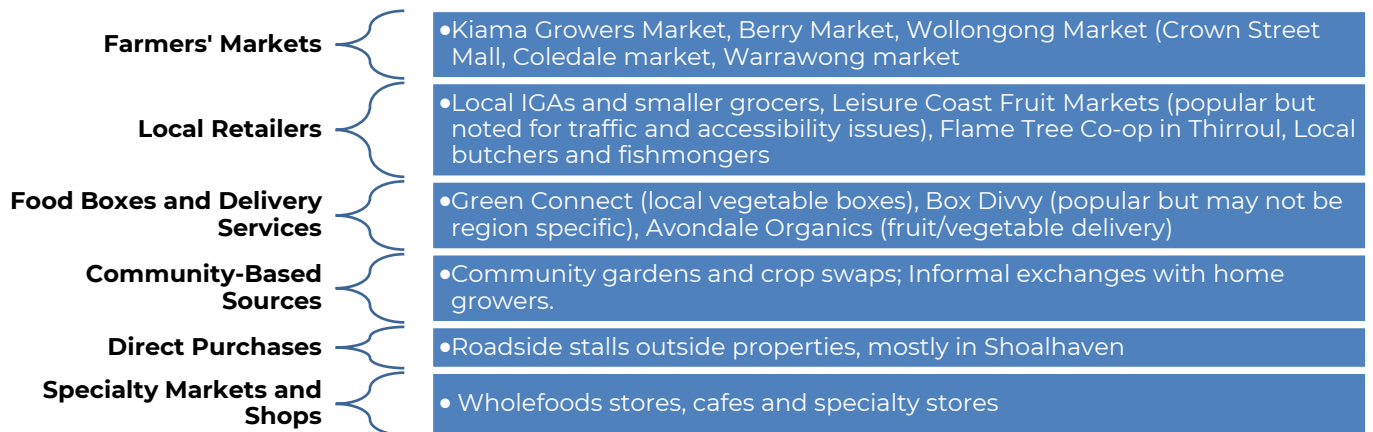 Farmers' Markets
•Kiama Growers Market, Berry Market, Wollongong Market (Crown Street
Mall, Coledale market, Warrawong market
Local Retailers
•Local IGAs and smaller grocers, Leisure Coast Fruit Markets (popular but
noted for traffic and accessibility issues), Flame Tree Co-op in Thirroul, Local
butchers and fishmongers
Food Boxes and Delivery
Services
•Green Connect (local vegetable boxes), Box Divvy (popular but may not be
region specific), Avondale Organics (fruit/vegetable delivery)
Community-Based
Sources
•Community gardens and crop swaps; Informal exchanges with home
growers.
Direct Purchases
•Roadside stalls outside properties, mostly in Shoalhaven
Specialty Markets and
Shops
• Wholefoods stores, cafes and specialty stores